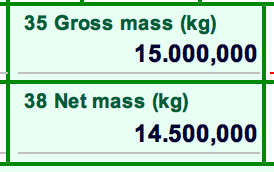 35 Gross mass (kg)
15.000,000
38 Net mass (kg)
14.500,000